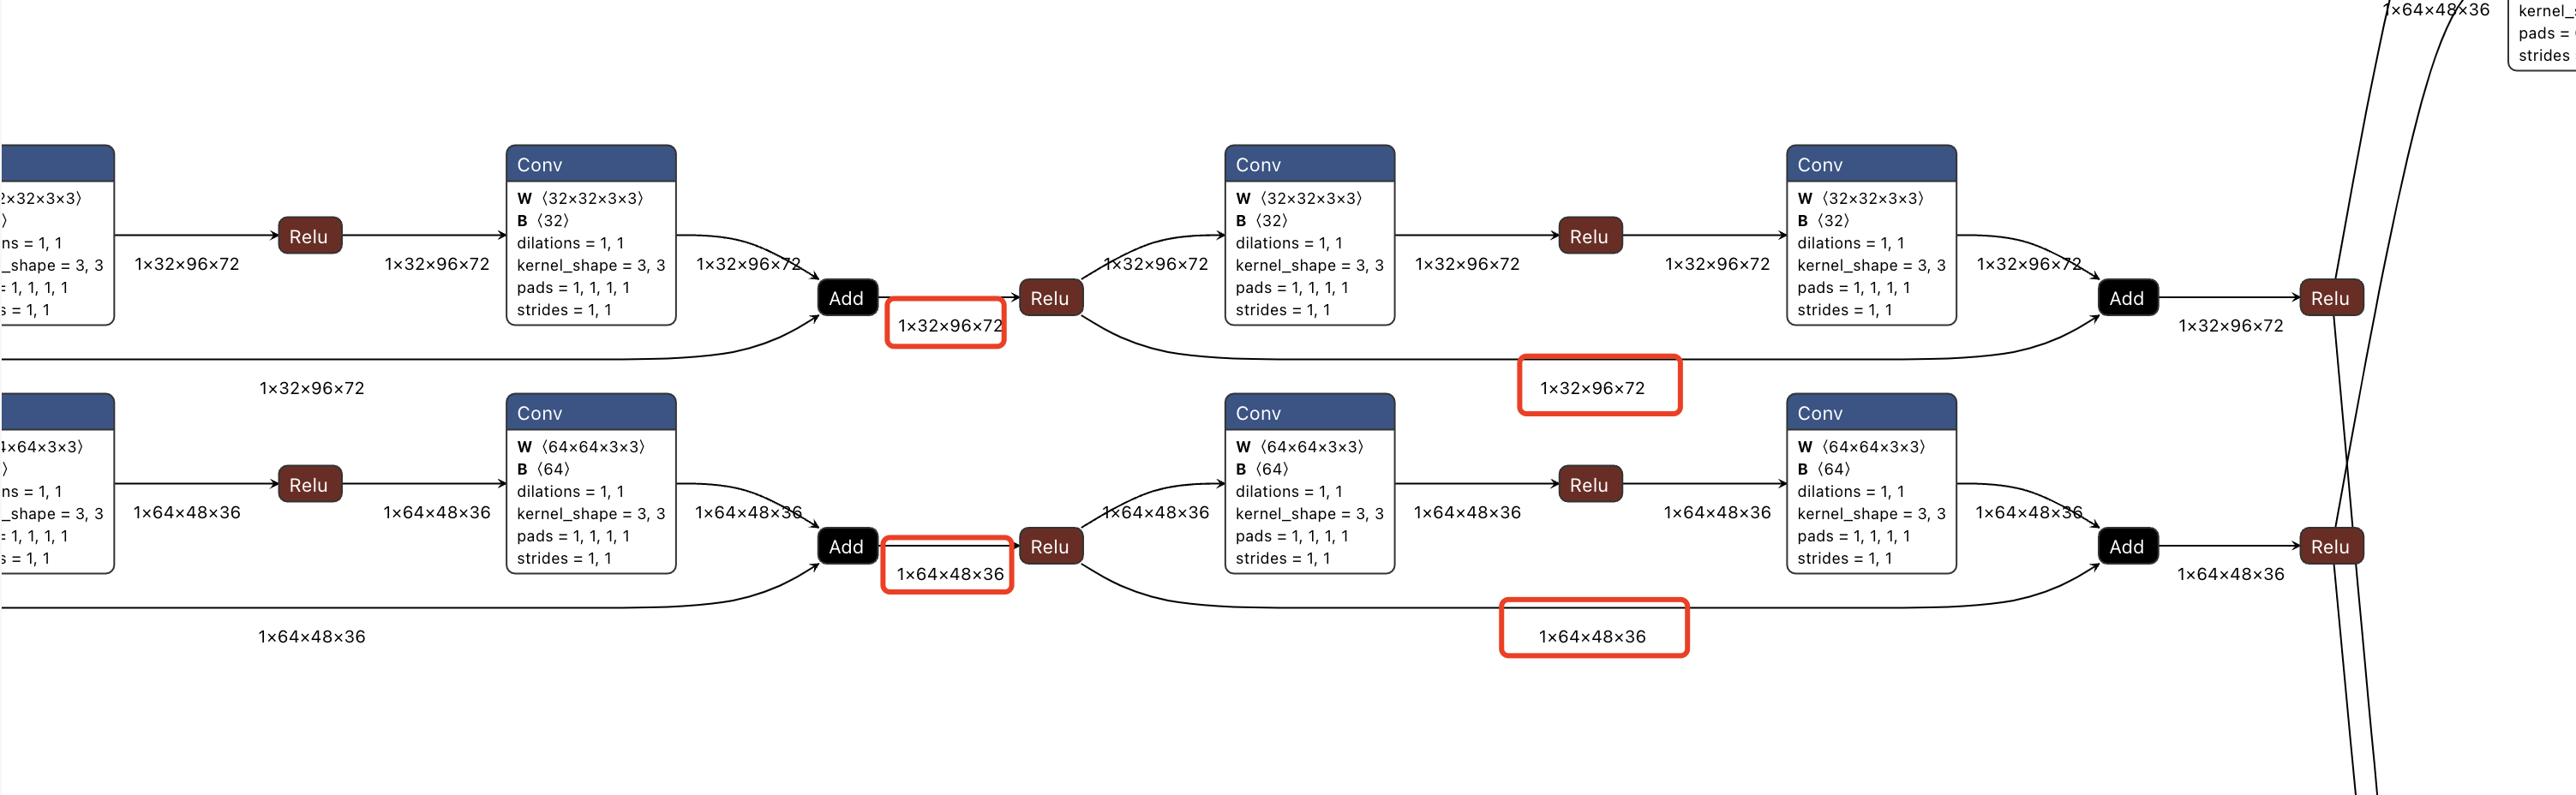 1×64×48×36
kernel_s
pads =
strides
2×32×3×3⟩
⟩
ns = 1, 1
_shape = 3, 3
= 1, 1, 1, 1
s = 1, 1
1×32×96×72
Relu
1×32×96×72
Conv
W ⟨32×32×3×3⟩
B ⟨32⟩
dilations = 1, 1
kernel_shape = 3, 3
pads = 1, 1, 1, 1
strides = 1, 1
1×32×96×72
Add
1×32×96×72
Relu
1×32×96×72
Conv
W ⟨32×32×3×3⟩
B ⟨32⟩
dilations = 1, 1
kernel_shape = 3, 3
pads = 1, 1, 1, 1
strides = 1, 1
1×32×96×72
Relu
1×32×96×72
Conv
W ⟨32×32×3×3⟩
B ⟨32⟩
dilations = 1, 1
kernel_shape = 3, 3
pads = 1, 1, 1, 1
strides = 1, 1
1×32×96×72
Add
1×32×96×72
Relu
1×32×96×72
1×32×96×72
4×64×3×3⟩
⟩
ns = 1, 1
_shape = 3, 3
= 1, 1, 1, 1
s = 1, 1
1×64×48×36
Relu
1×64×48×36
Conv
W ⟨64×64×3×3⟩
B ⟨64⟩
dilations = 1, 1
kernel_shape = 3, 3
pads = 1, 1, 1, 1
strides = 1, 1
1×64×48×36
Add
1×64×48×36
Relu
1×64×48×36
Conv
W ⟨64×64×3×3⟩
B ⟨64⟩
dilations = 1, 1
kernel_shape = 3, 3
pads = 1, 1, 1, 1
strides = 1, 1
1×64×48×36
Relu
1×64×48×36
Conv
W ⟨64×64×3×3⟩
B ⟨64⟩
dilations = 1, 1
kernel_shape = 3, 3
pads = 1, 1, 1, 1
strides = 1, 1
1×64×48×36
Add
1×64×48×36
Relu
1×64×48×36
1×64×48×36